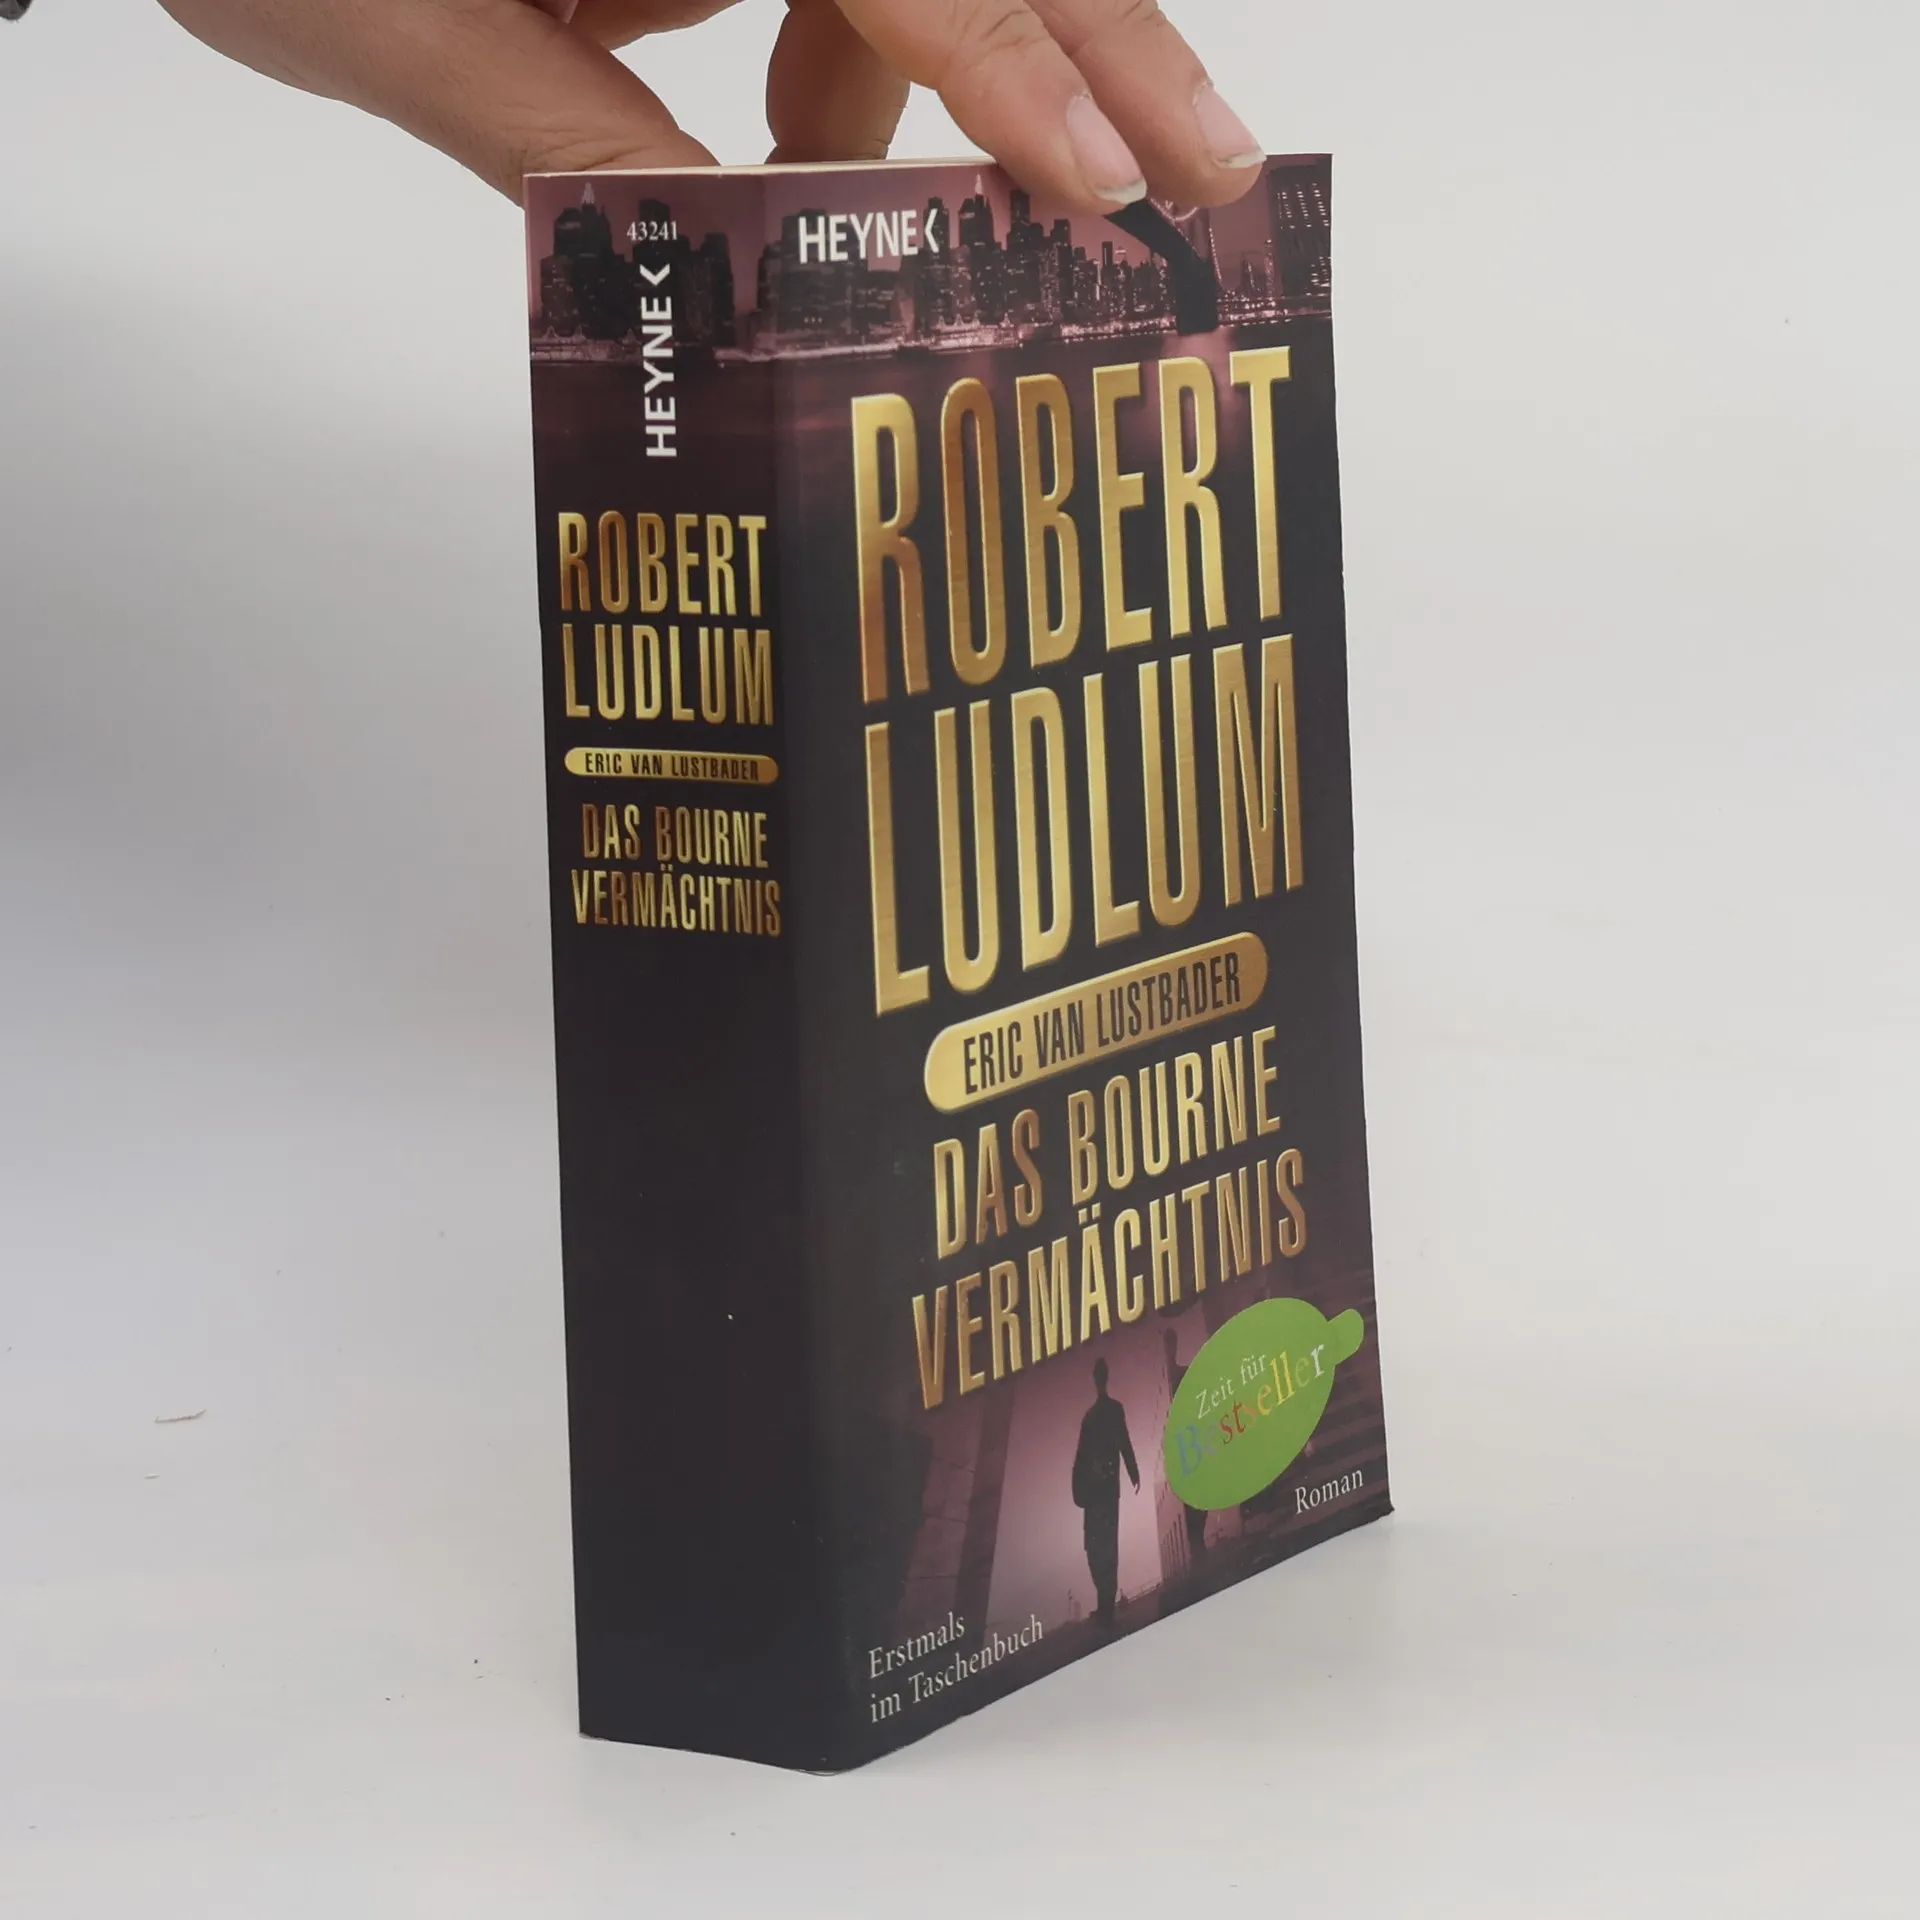 43241
HEYNE<
ROBERT
LUDLUM
ERIC VAN LUSTBADER
DAS BOURNE
VERMÄCHTNIS
HEYNE<
ROBERT
LUDLUM
ERIC VAN LUSTBADER
DAS BOURNE
VERMÄCHTNIS
Zeit für
Bestseller
Roman
Erstmals
im Taschenbuch